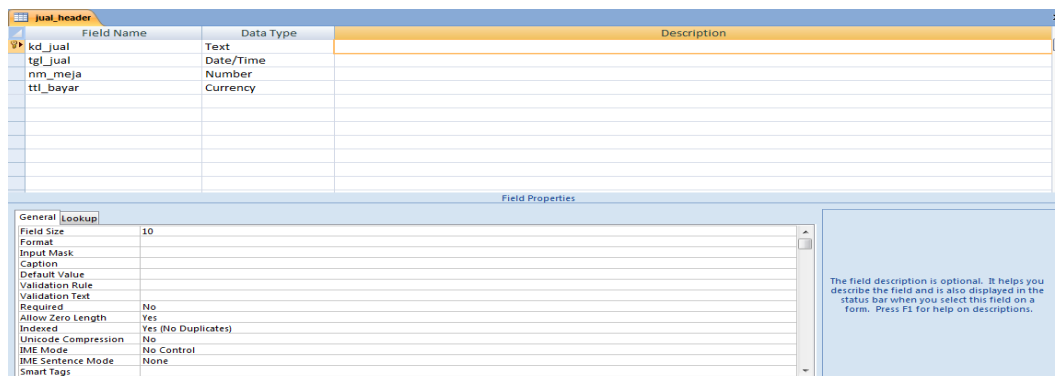 jual_header
Field Name Data Type Description
kd_jual Text
tgl_jual Date/Time
nm_meja Number
ttl_bayar Currency
Field Properties
General Lookup
Field Size 10
Format
Input Mask
Caption
Default Value
Validation Rule
Validation Text
Required No
Allow Zero Length Yes
Indexed Yes (No Duplicates)
Unicode Compression No
IME Mode No Control
IME Sentence Mode None
Smart Tags
The field description is optional. It helps you
describe the field and is also displayed in the
status bar when you select this field on a
form. Press F1 for help on descriptions.